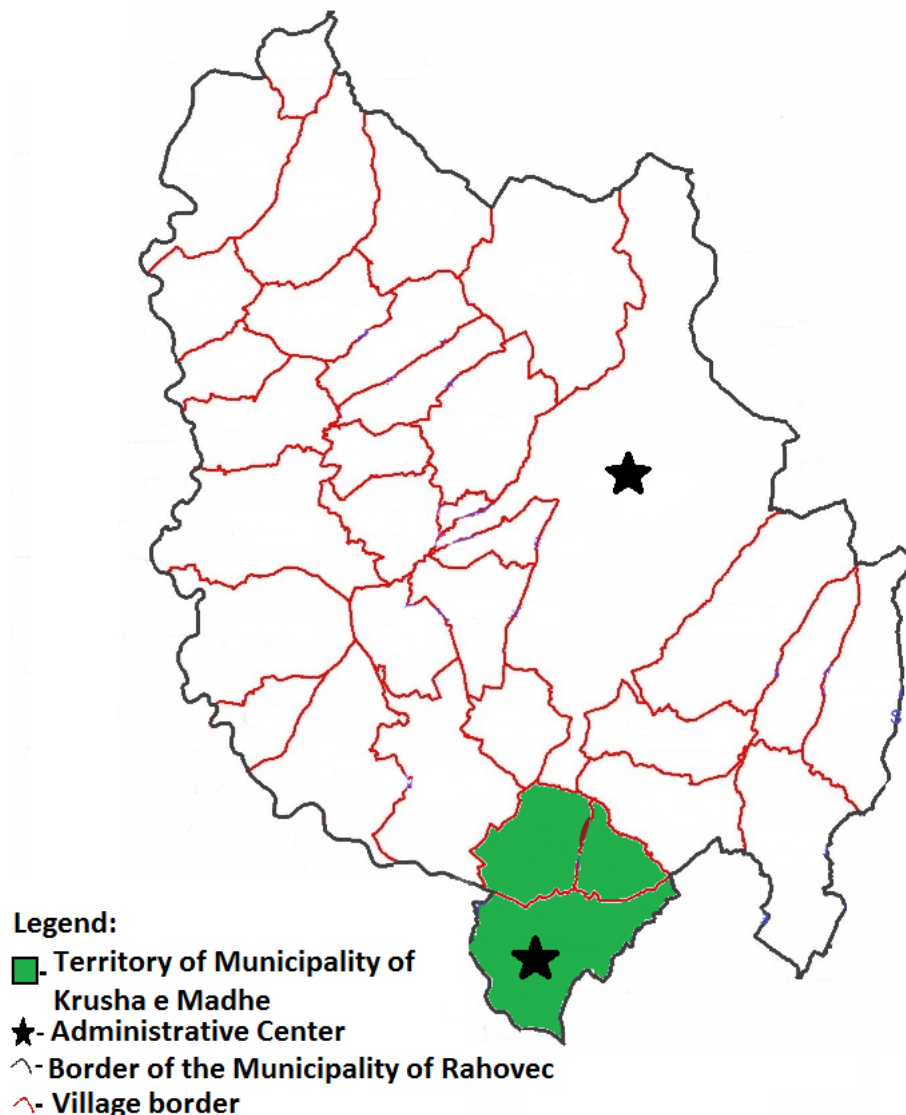 Legend:
- Territory of Municipality of
Krusha e Madhe
- Administrative Center
- Border of the Municipality of Rahovec
- Village border